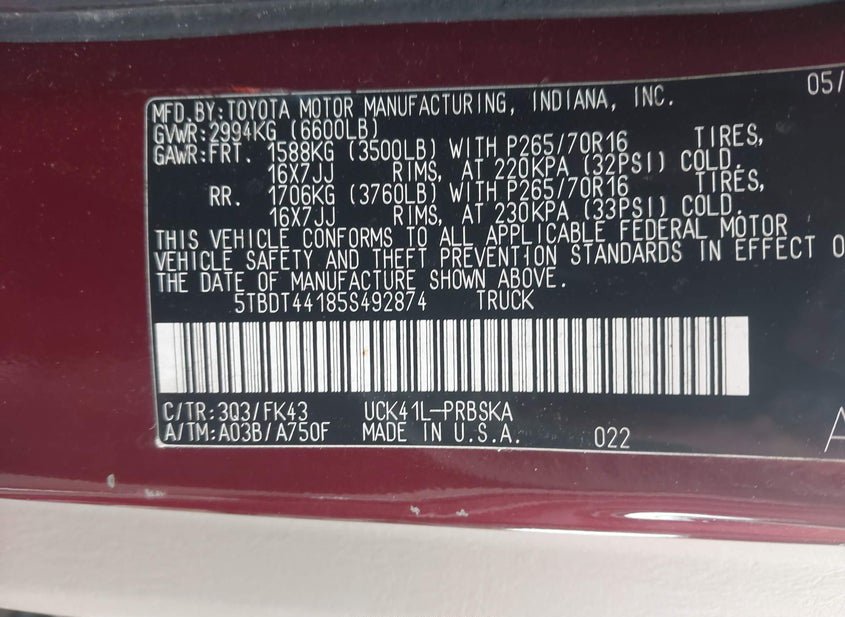 05/
MFD.BY:TOYOTA MOTOR MANUFACTURING, INDIANA, INC.
GVWR:2994KG (6600LB)
GAWR:FRT. 1588KG (3500LB) WITH P265/70R16 TIRES,
16X7JJ RIMS, AT 220KPA (32PSI) COLD.
RR. 1706KG (3760LB) WITH P265/70R16 TIRES,
16X7JJ RIMS, AT 230KPA (33PSI) COLD.
THIS VEHICLE CONFORMS TO ALL APPLICABLE FEDERAL MOTOR
VEHICLE SAFETY AND THEFT PREVENTION STANDARDS IN EFFECT O
THE DATE OF MANUFACTURE SHOWN ABOVE.
5TBDT44185S492874 TRUCK
C/TR:3Q3/FK43 UCK41L-PRBSKA
A/TM:A03B/A750F MADE IN U.S.A. 022
A